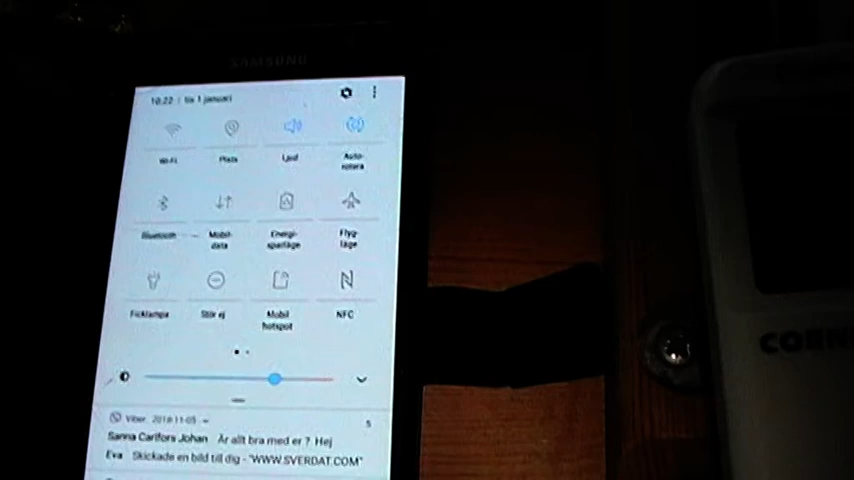 SAMSUNG
10:22 | tis 1 januari
Wi-Fi Plats Ljud Auto-
rotera
Bluetooth Mobil- Energi- Flyg-
data sparläge läge
Ficklampa Stör ej Mobil NFC
hotspot
Viber 2018-11-05
5
Sanna Carlfors Johan Är allt bra med er ? Hej
Eva Skickade en bild till dig - "WWW.SVERDAT.COM"